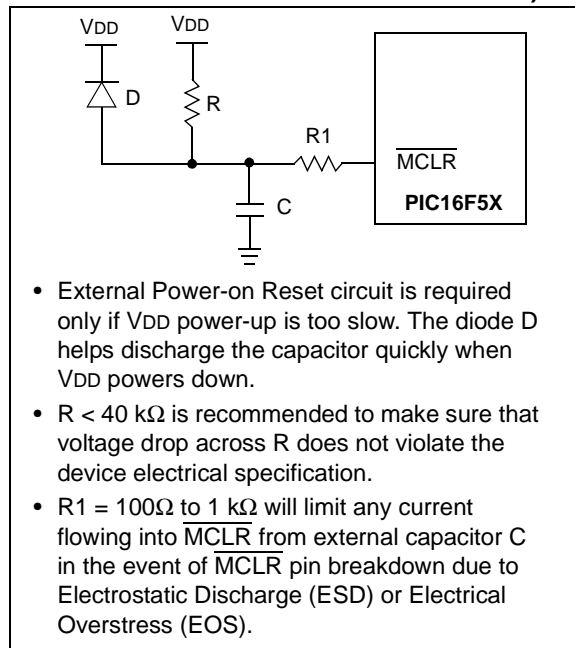 VDD VDD
D
R
R1
MCLR
PIC16F5X
C
• External Power-on Reset circuit is required
only if VDD power-up is too slow. The diode D
helps discharge the capacitor quickly when
VDD powers down.
• R < 40 kΩ is recommended to make sure that
voltage drop across R does not violate the
device electrical specification.
• R1 = 100Ω to 1 kΩ will limit any current
flowing into MCLR from external capacitor C
in the event of MCLR pin breakdown due to
Electrostatic Discharge (ESD) or Electrical
Overstress (EOS).